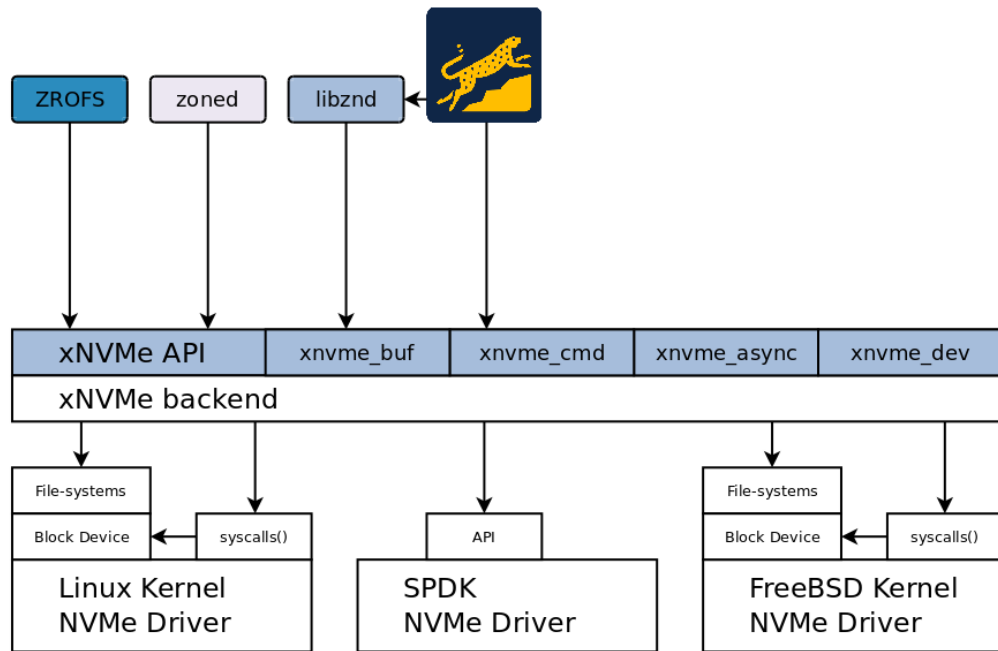 ZROFS
zoned
libznd
xNVMe API
xnvme_buf
xnvme_cmd
xnvme_async
xnvme_dev
xNVMe backend
File-systems
File-systems
Block Device
syscalls()
API
Block Device
syscalls()
Linux Kernel
NVMe Driver
SPDK
NVMe Driver
FreeBSD Kernel
NVMe Driver